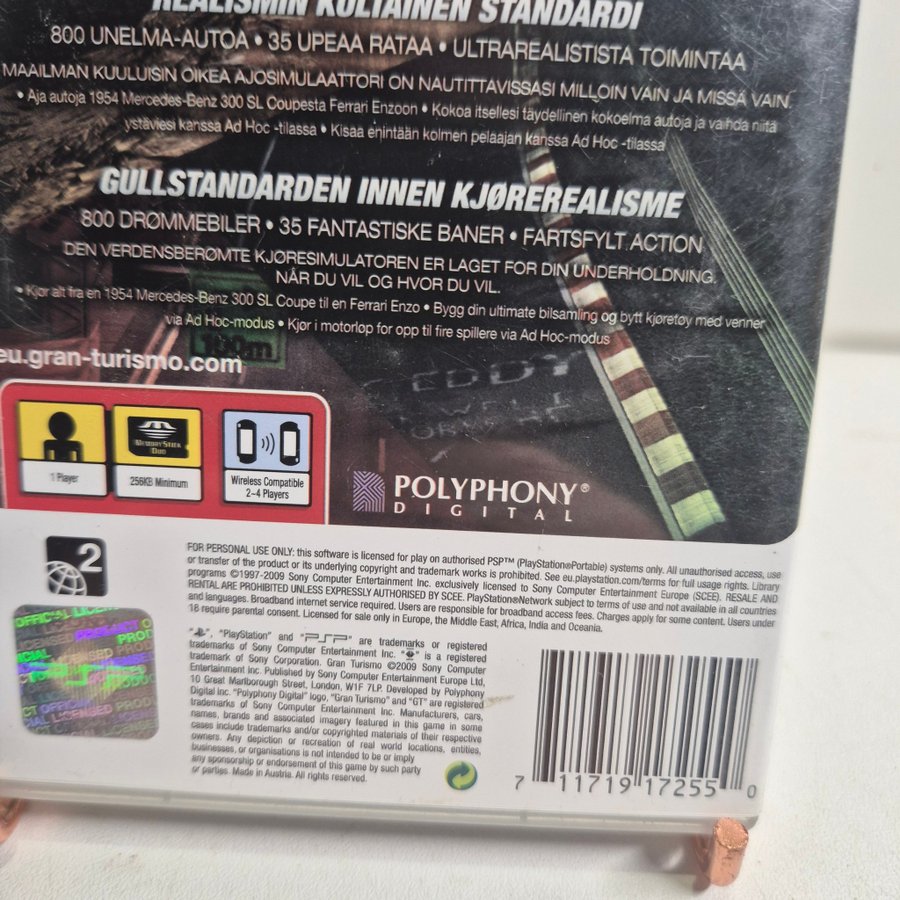 REALISMIN KULTAINEN STANDARDI
800 UNELMA-AUTOA • 35 UPEAA RATAA • ULTRAREALISTISTA TOIMINTAA
MAAILMAN KUULUISIN OIKEA AJOSIMULAATTORI ON NAUTITTAVISSASI MILLOIN VAIN JA MISSÄ VAIN.
• Aja autoja 1954 Mercedes-Benz 300 SL Coupesta Ferrari Enzoon • Kokoa itsellesi täydellinen kokoelma autoja ja vaihda niitä
ystäviesi kanssa Ad Hoc -tilassa • Kisaa enintään kolmen pelaajan kanssa Ad Hoc -tilassa
GULLSTANDARDEN INNEN KJØREREALISME
800 DRØMMEBILER • 35 FANTASTISKE BANER • FARTSFYLT ACTION
DEN VERDENSBERØMTE KJØRESIMULATOREN ER LAGET FOR DIN UNDERHOLDNING.
NÅR DU VIL OG HVOR DU VIL.
• Kjør alt fra en 1954 Mercedes-Benz 300 SL Coupe til en Ferrari Enzo • Bygg din ultimate bilsamling og bytt kjøretøy med venner
via Ad Hoc-modus • Kjør i motorløp for opp til fire spillere via Ad Hoc-modus
100m
eu.gran-turismo.com
1 Player
MEMORY STICK
DUO
256KB Minimum
Wireless Compatible
2-4 Players
POLYPHONY®
DIGITAL
2
FOR PERSONAL USE ONLY: this software is licensed for play on authorised PSP™ (PlayStation®Portable) systems only. All unauthorised access, use
or transfer of the product or its underlying copyright and trademark works is prohibited. See eu.playstation.com/terms for full usage rights. Library
programs ©1997-2009 Sony Computer Entertainment Inc. exclusively licensed to Sony Computer Entertainment Europe (SCEE). RESALE AND
RENTAL ARE PROHIBITED UNLESS EXPRESSLY AUTHORISED BY SCEE. PlayStation®Network subject to terms of use and not available in all countries
and languages. Broadband internet service required. Users are responsible for broadband access fees. Charges apply for some content. Users under
18 require parental consent. Licensed for sale only in Europe, the Middle East, Africa, India and Oceania.
", "PlayStation" and "PSP" are trademarks or registered
trademarks of Sony Computer Entertainment Inc. " " is a registered
trademark of Sony Corporation. Gran Turismo ©2009 Sony Computer
Entertainment Inc. Published by Sony Computer Entertainment Europe Ltd,
10 Great Marlborough Street, London, W1F 7LP. Developed by Polyphony
Digital Inc. "Polyphony Digital" logo, "Gran Turismo" and "GT" are registered
trademarks of Sony Computer Entertainment Inc. Manufacturers, cars,
names, brands and associated imagery featured in this game in some
cases include trademarks and/or copyrighted materials of their respective
owners. Any depiction or recreation of real world locations, entities,
businesses, or organisations is not intended to be or imply
any sponsorship or endorsement of this game by such party
or parties. Made in Austria. All rights reserved.
7 11719 17255 0